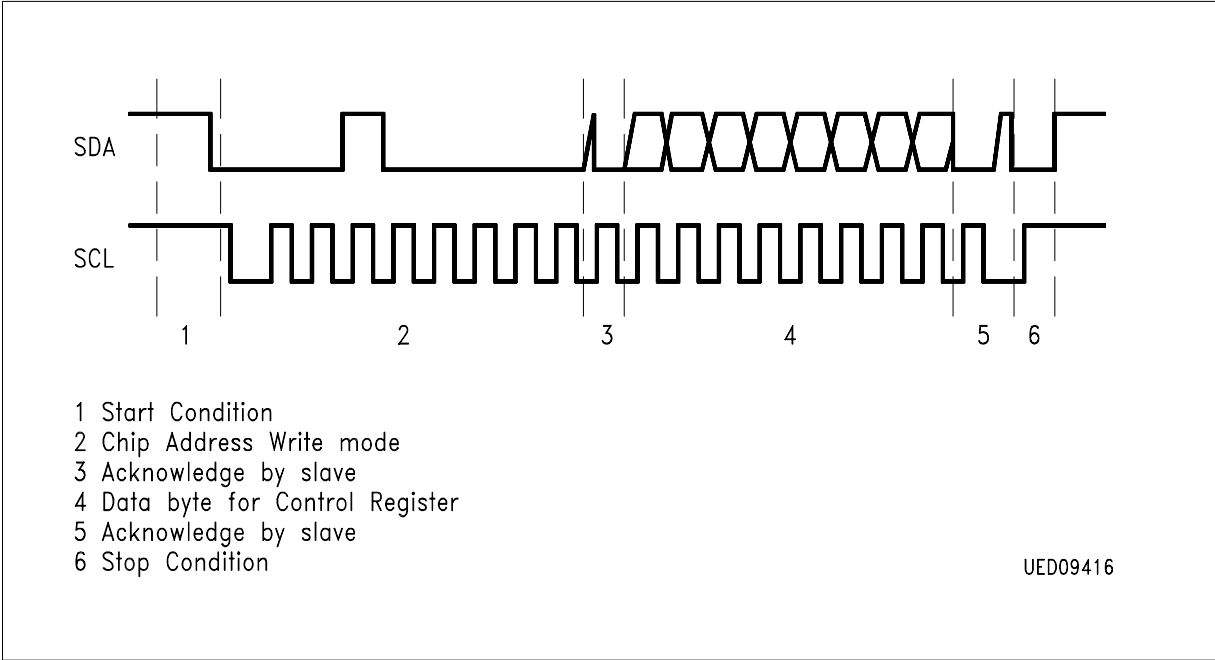 SDA
SCL
1 2 3 4 5 6
1 Start Condition
2 Chip Address Write mode
3 Acknowledge by slave
4 Data byte for Control Register
5 Acknowledge by slave
6 Stop Condition
UED09416